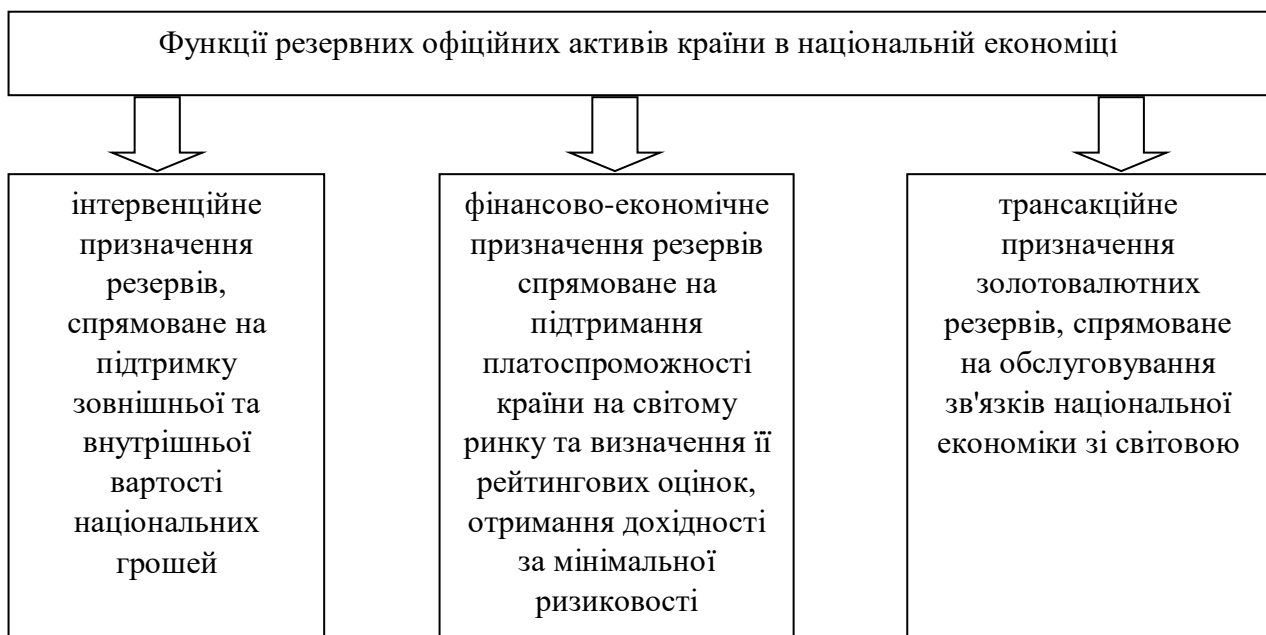 Функції резервних офіційних активів країни в національній економіці
інтервенційне
призначення
резервів,
спрямоване на
підтримку
зовнішньої та
внутрішньої
вартості
національних
грошей
фінансово-економічне
призначення резервів
спрямоване на
підтримання
платоспроможності
країни на світому
ринку та визначення її
рейтингових оцінок,
отримання дохідності
за мінімальної
ризиковості
трансакційне
призначення
золотовалютних
резервів, спрямоване
на обслуговування
зв'язків національної
економіки зі світовою